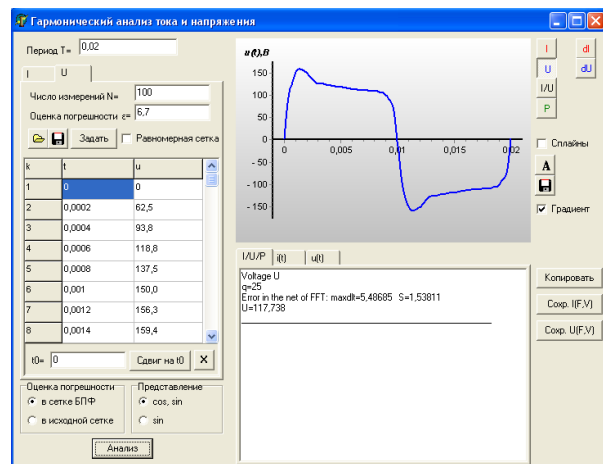 Гармонический анализ тока и напряжения
Период T= 0,02
I U
Число измерений N= 100
Оценка погрешности ε= 6,7
Задать Равномерная сетка
k t u
1 0 0
2 0,0002 62,5
3 0,0004 93,8
4 0,0006 118,8
5 0,0008 137,5
6 0,001 150,0
7 0,0012 156,3
8 0,0014 159,4
t0= 0 Сдвиг на t0 X
Оценка погрешности
в сетке БПФ
в исходной сетке
Представление
cos, sin
sin
Анализ
u(t),В
150
100
50
0
- 50
- 100
- 150
0 0,005 0,01 0,015 0,02
I/U/P i(t) u(t)
Voltage U
q=25
Error in the net of FFT: maxdlt=5,48685 S=1,53811
U=117,738
I dI
U dU
I/U
P
Сплайны
A
Градиент
Копировать
Сохр. I(F,V)
Сохр. U(F,V)